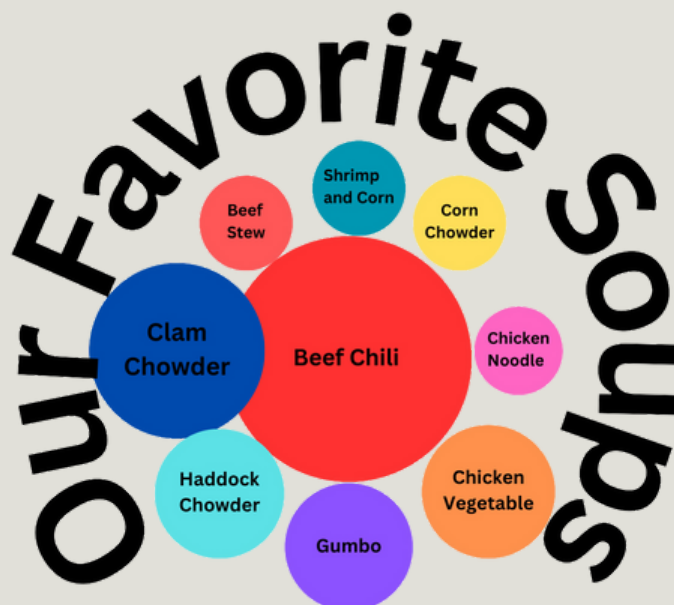 Our Favorite Soups
Shrimp
and Corn
Beef
Stew
Corn
Chowder
Clam
Chowder
Beef Chili
Chicken
Noodle
Haddock
Chowder
Chicken
Vegetable
Gumbo